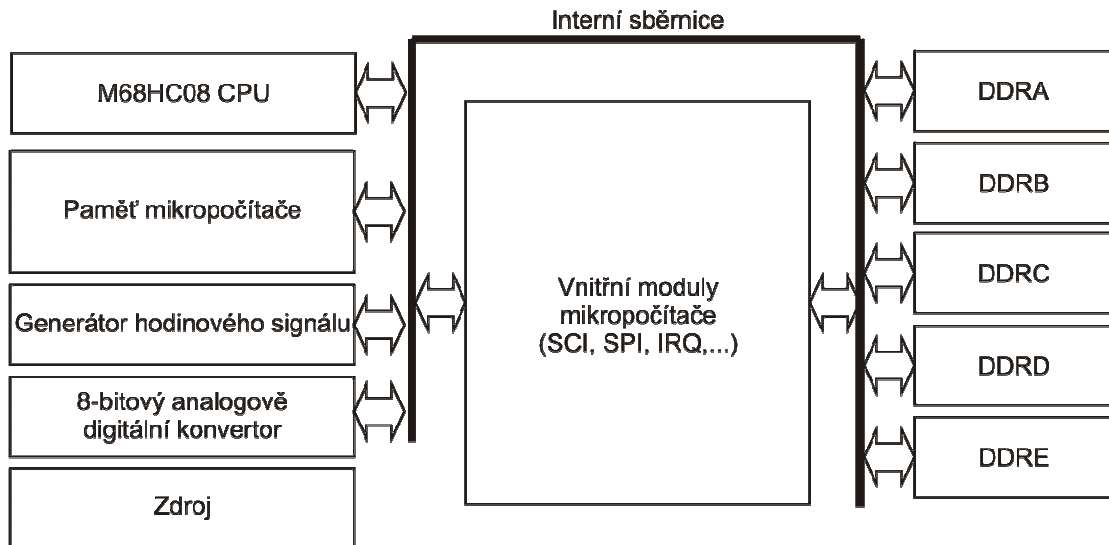 Interní sběrnice
M68HC08 CPU
Paměť mikropočítače
Generátor hodinového signálu
8-bitový analogově
digitální konvertor
Zdroj
Vnitřní moduly
mikropočítače
(SCI, SPI, IRQ,...)
DDRA
DDRB
DDRC
DDRD
DDRE